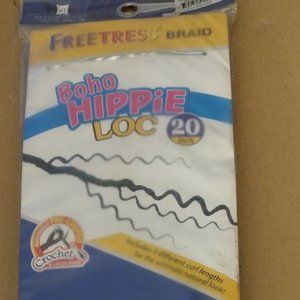 FREETRESS BRAID
Boho
HIPPIE
LOC
20
Crochet
Includes 3 different curl lengths
for the ultimate natural look!